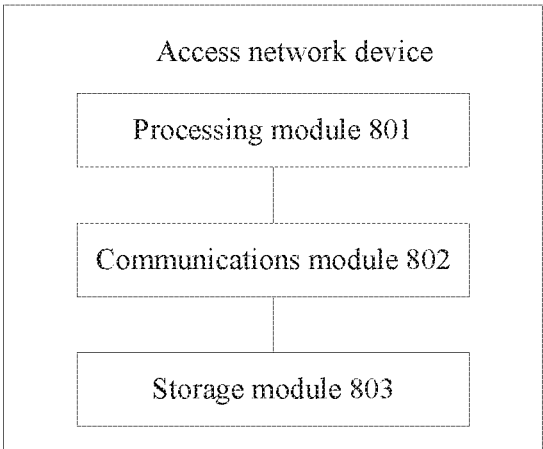 Access network device
Processing module 801
Communications module 802
Storage module 803